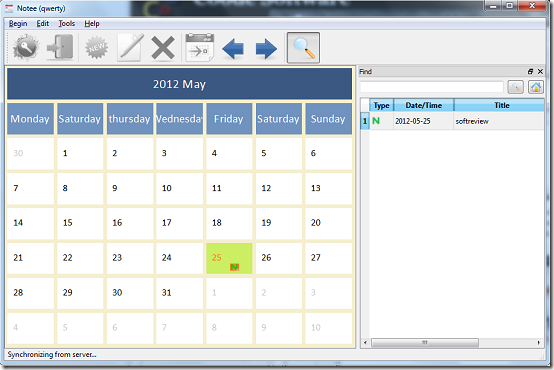 Notee (qwerty)
Begin Edit Tools Help
NEW
2012 May
Monday Saturday thursday Wednesday Friday Saturday Sunday
30 1 2 3 4 5 6
7 8 9 10 11 12 13
14 15 16 17 18 19 20
21 22 23 24 25 26 27
28 29 30 31 1 2 3
4 5 6 7 8 9 10
Find
Type Date/Time Title
1 N 2012-05-25 softreview
Synchronizing from server...